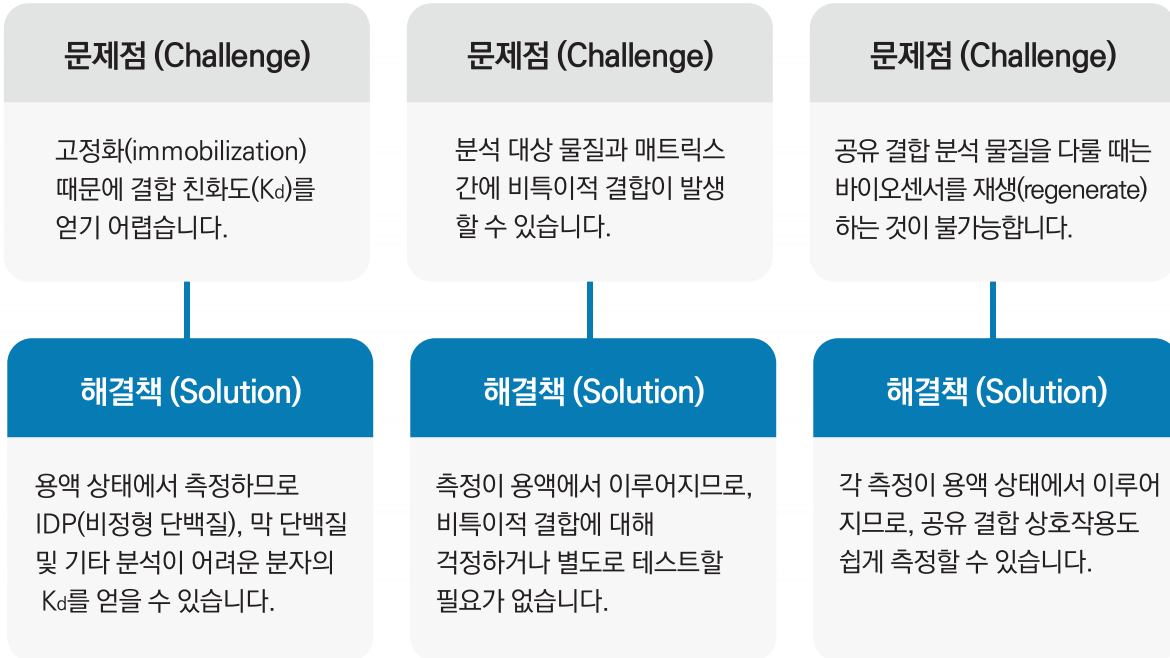 문제점 (Challenge)
고정화(immobilization)
때문에 결합 친화도(Kd)를
얻기 어렵습니다.
문제점 (Challenge)
분석 대상 물질과 매트릭스
간에 비특이적 결합이 발생
할 수 있습니다.
문제점 (Challenge)
공유 결합 분석 물질을 다룰 때는
바이오센서를 재생(regenerate)
하는 것이 불가능합니다.
해결책 (Solution)
용액 상태에서 측정하므로
IDP(비정형 단백질), 막 단백질
및 기타 분석이 어려운 분자의
Kd를 얻을 수 있습니다.
해결책 (Solution)
측정이 용액에서 이루어지므로,
비특이적 결합에 대해
걱정하거나 별도로 테스트할
필요가 없습니다.
해결책 (Solution)
각 측정이 용액 상태에서 이루어
지므로, 공유 결합 상호작용도
쉽게 측정할 수 있습니다.